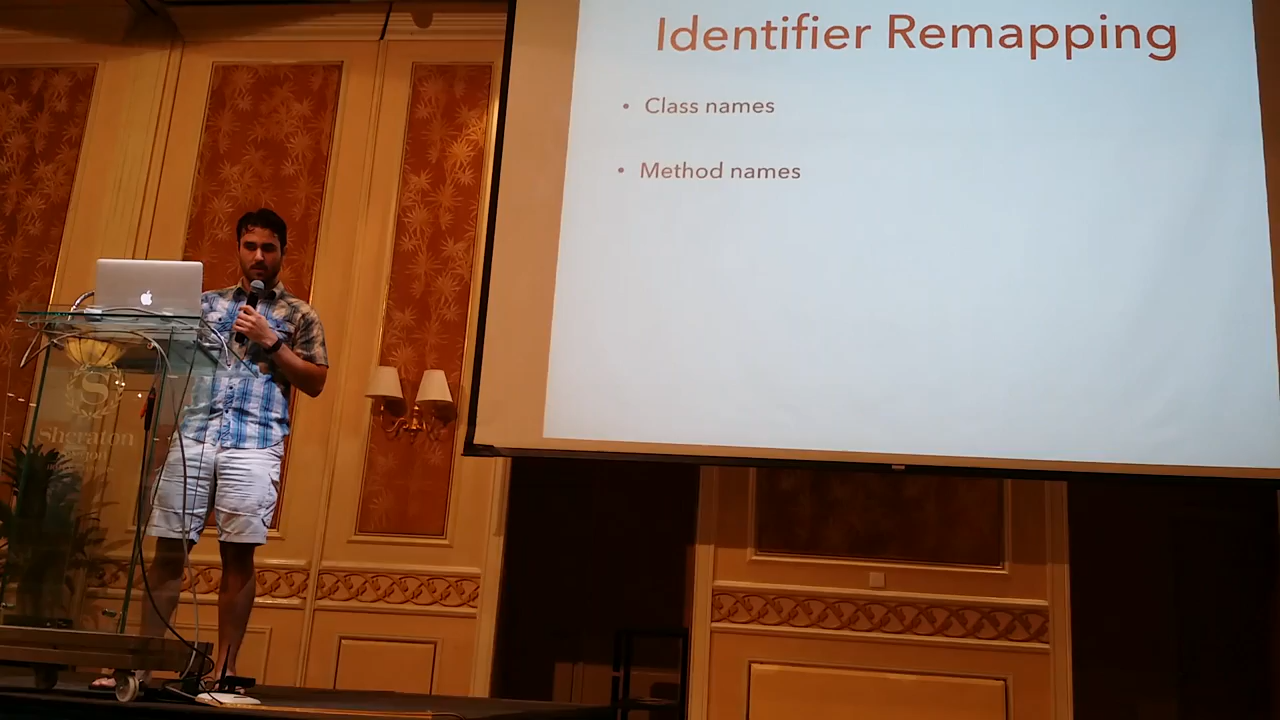 Identifier Remapping
• Class names
• Method names
S
Sheraton